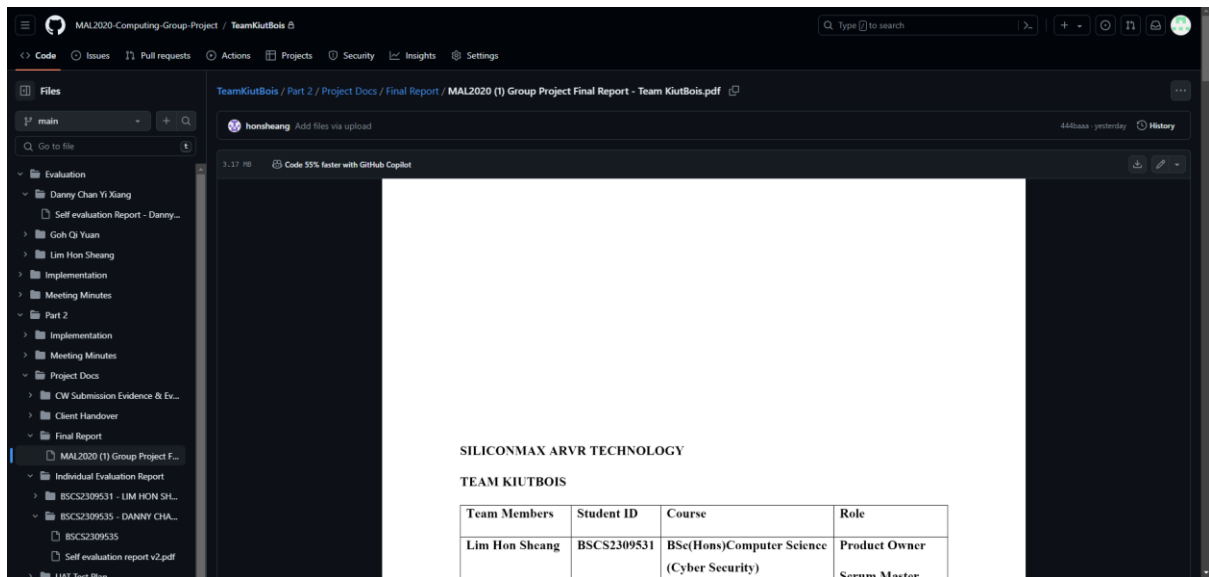 MAL2020-Computing-Group-Project / TeamKiutBois
Type / to search
Code Issues Pull requests Actions Projects Security Insights Settings
Files
TeamKiutBois / Part 2 / Project Docs / Final Report / MAL2020 (1) Group Project Final Report - Team KiutBois.pdf
main
honsheang Add files via upload
444baaa · yesterday History
Go to file t
3.17 MB Code 55% faster with GitHub Copilot
Evaluation
Danny Chan Yi Xiang
Self evaluation Report - Danny...
Goh Qi Yuan
Lim Hon Sheang
Implementation
Meeting Minutes
Part 2
Implementation
Meeting Minutes
Project Docs
CW Submission Evidence & Ev...
Client Handover
Final Report
MAL2020 (1) Group Project F...
Individual Evaluation Report
BSCS2309531 - LIM HON SH...
BSCS2309535 - DANNY CHA...
BSCS2309535
Self evaluation report v2.pdf
UAT Test Plan
SILICONMAX ARVR TECHNOLOGY
TEAM KIUTBOIS
Team Members Student ID Course Role
Lim Hon Sheang BSCS2309531 BSc(Hons)Computer Science Product Owner
(Cyber Security)
Scrum Master